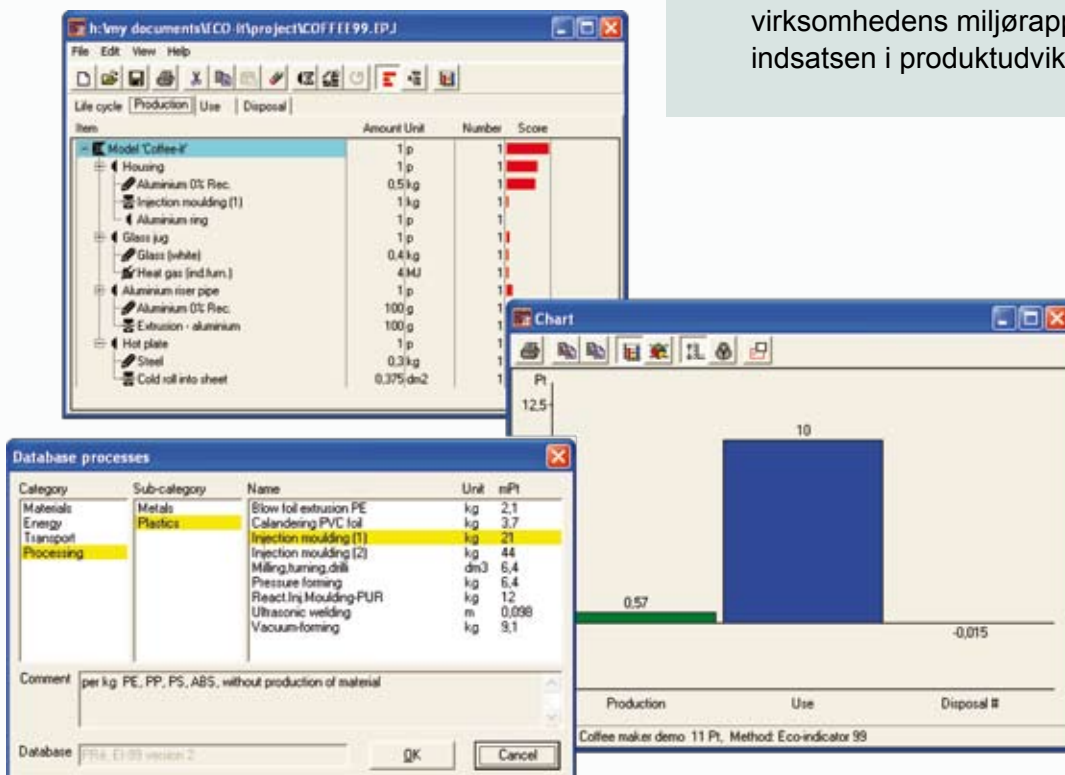 virksomhedens miljørapp
indsatsen i produktudvik
h:\my documents\ECO-it\project\COFFEE99.EPJ
File Edit View Help
Life cycle Production Use Disposal
Item Amount Unit Number Score
Model 'Coffee-it' 1 p 1
Housing 1 p 1
Aluminium 0% Rec. 0,5 kg 1
Injection moulding (1) 1 kg 1
Aluminium ring 1 p 1
Glass jug 1 p 1
Glass (white) 0,4 kg 1
Heat gas (ind.furn.) 4 MJ 1
Aluminium riser pipe 1 p 1
Aluminium 0% Rec. 100 g 1
Extrusion - aluminium 100 g 1
Hot plate 1 p 1
Steel 0,3 kg 1
Cold roll into sheet 0,375 dm2 1
Chart
Pt
12,5
10
0,57
-0,015
Production Use Disposal #
Coffee maker demo 11 Pt, Method: Eco-indicator 99
Database processes
Category Sub-category Name Unit mPt
Materials Metals Blow foil extrusion PE kg 2,1
Energy Plastics Calandering PVC foil kg 3,7
Transport Injection moulding (1) kg 21
Processing Injection moulding (2) kg 44
Milling,turning,drill dm3 6,4
Pressure forming kg 6,4
React.Inj.Moulding-PUR kg 12
Ultrasonic welding m 0,098
Vacuum-forming kg 9,1
Comment per kg PE, PP, PS, ABS, without production of material
Database PRé, EI 99 version 2 OK Cancel